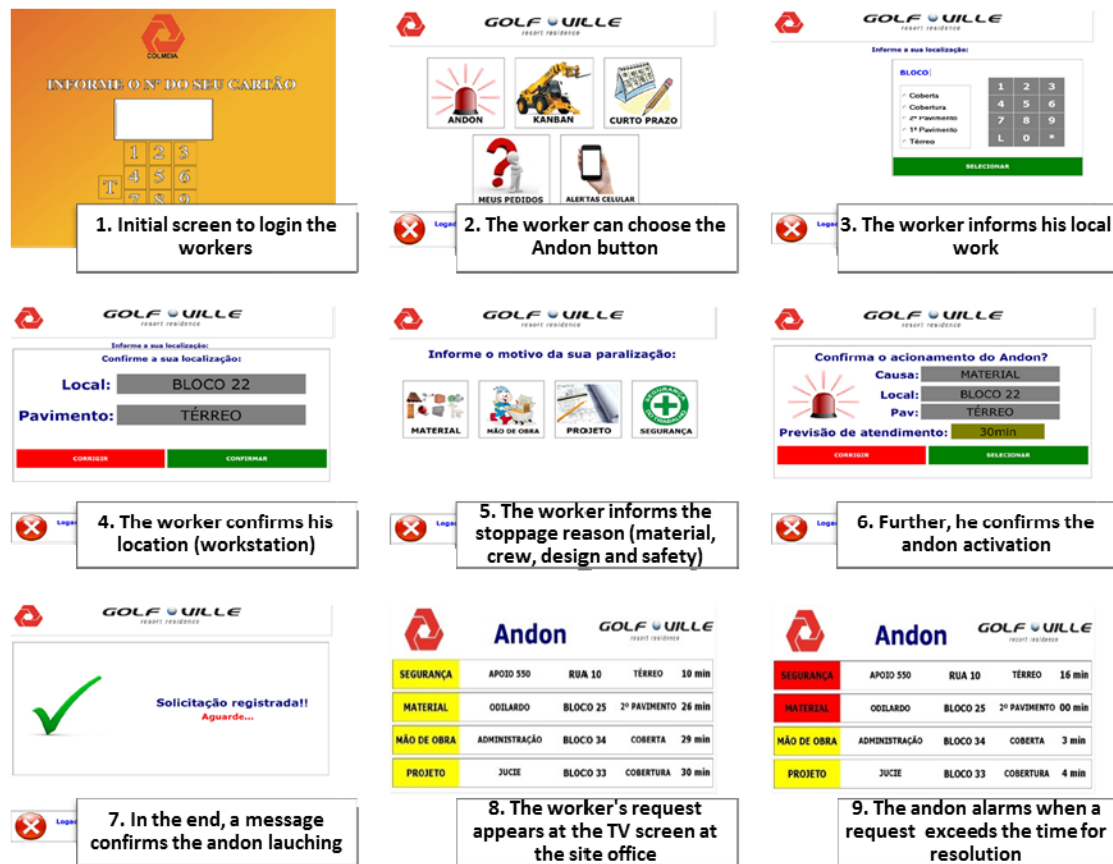 COLMEIA
INFORME O Nº DO SEU CARTÃO
1 2 3
T 4 5 6
7 8 9
1. Initial screen to login the
workers
GOLF VILLE
resort residence
ANDON
KANBAN
CURTO PRAZO
MEUS PEDIDOS
ALERTAS CELULAR
2. The worker can choose the
Andon button
GOLF VILLE
resort residence
Informe a sua localização:
BLOCO
Coberta
Cobertura
2º Pavimento
1º Pavimento
Térreo
1 2 3
4 5 6
7 8 9
L 0 *
SELECIONAR
3. The worker informs his local
work
GOLF VILLE
resort residence
Informe a sua localização:
Confirme a sua localização:
Local: BLOCO 22
Pavimento: TÉRREO
CORRIGIR CONFIRMAR
4. The worker confirms his
location (workstation)
GOLF VILLE
resort residence
Informe o motivo da sua paralização:
MATERIAL
MÃO DE OBRA
PROJETO
SEGURANÇA
SEGURANÇA
DO TRABALHO
5. The worker informs the
stoppage reason (material,
crew, design and safety)
GOLF VILLE
resort residence
Confirma o acionamento do Andon?
Causa: MATERIAL
Local: BLOCO 22
Pav: TÉRREO
Previsão de atendimento: 30min
CORRIGIR SELECIONAR
6. Further, he confirms the
andon activation
GOLF VILLE
resort residence
Solicitação registrada!!
Aguarde...
7. In the end, a message
confirms the andon lauching
Andon
GOLF VILLE
resort residence
SEGURANÇA APOIO 550 RUA 10 TÉRREO 10 min
MATERIAL ODILARDO BLOCO 25 2º PAVIMENTO 26 min
MÃO DE OBRA ADMINISTRAÇÃO BLOCO 34 COBERTA 29 min
PROJETO JUCIE BLOCO 33 COBERTURA 30 min
8. The worker's request
appears at the TV screen at
the site office
Andon
GOLF VILLE
resort residence
SEGURANÇA APOIO 550 RUA 10 TÉRREO 16 min
MATERIAL ODILARDO BLOCO 25 2º PAVIMENTO 00 min
MÃO DE OBRA ADMINISTRAÇÃO BLOCO 34 COBERTA 3 min
PROJETO JUCIE BLOCO 33 COBERTURA 4 min
9. The andon alarms when a
request exceeds the time for
resolution